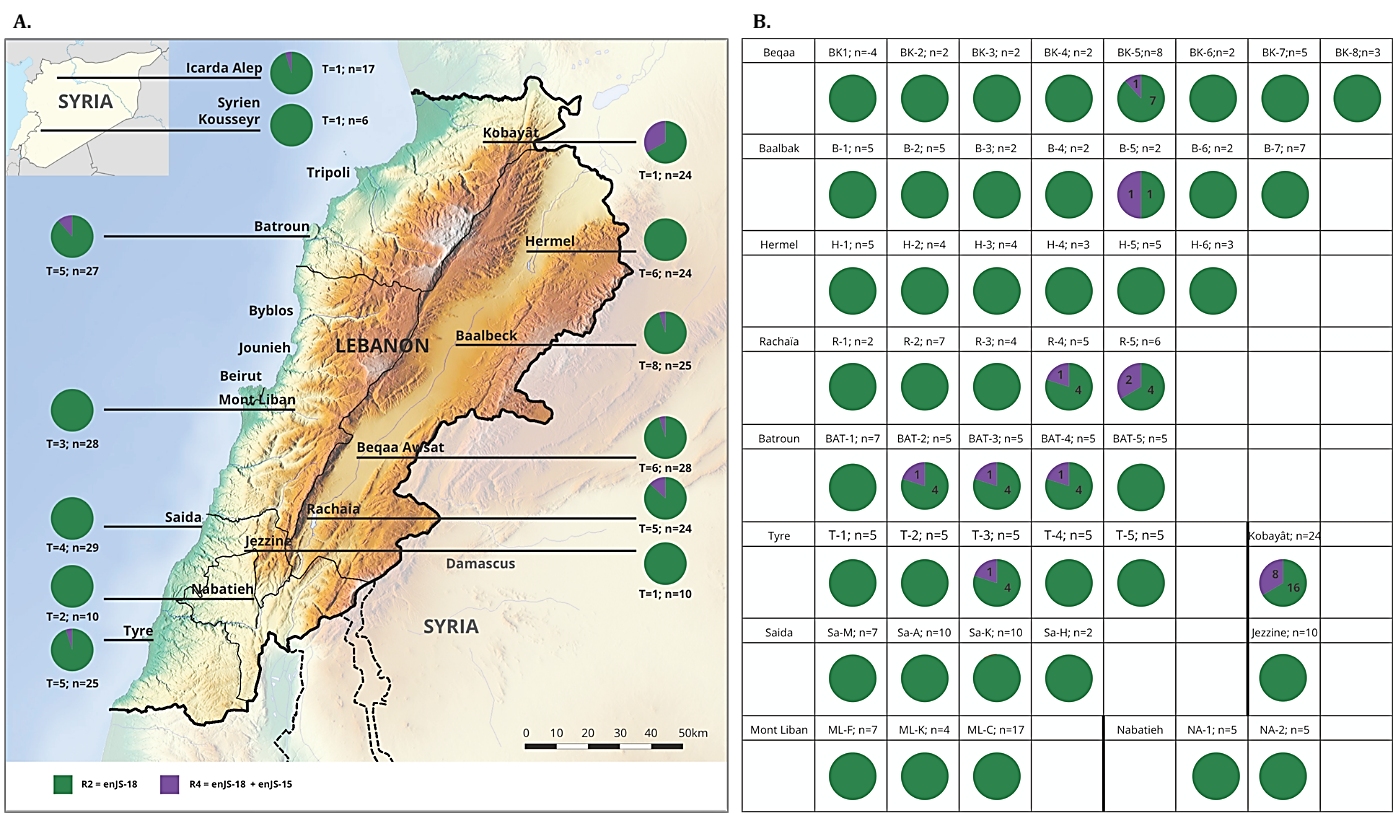 A.
Icarda Alep
T=1; n=17
SYRIA
Syrien
Kousseyr
T=1; n=6
Kobayât
T=1; n=24
Tripoli
Batroun
T=5; n=27
Hermel
T=6; n=24
Byblos
Baalbeck
LEBANON
Jounieh
T=8; n=25
Beirut
Mont Liban
T=3; n=28
Beqaa Awsat
T=6; n=28
Rachaia
Saida
T=5; n=24
T=4; n=29
Jezzine
Damascus
Nabatieh
T=1; n=10
T=2; n=10
Tyre
SYRIA
T=5; n=25
0 10 20 30 40 50km
R2 = enJS-18 R4 = enJS-18 + enJS-15
B.
Beqaa BK1; n=-4 BK-2; n=2 BK-3; n=2 BK-4; n=2 BK-5;n=8 BK-6;n=2 BK-7;n=5 BK-8;n=3
1 7
Baalbak B-1; n=5 B-2; n=5 B-3; n=2 B-4; n=2 B-5; n=2 B-6; n=2 B-7; n=7
1 1
Hermel H-1; n=5 H-2; n=4 H-3; n=4 H-4; n=3 H-5; n=5 H-6; n=3
Rachaïa R-1; n=2 R-2; n=7 R-3; n=4 R-4; n=5 R-5; n=6
1 4 2 4
Batroun BAT-1; n=7 BAT-2; n=5 BAT-3; n=5 BAT-4; n=5 BAT-5; n=5
1 4 1 4 1 4
Tyre T-1; n=5 T-2; n=5 T-3; n=5 T-4; n=5 T-5; n=5 Kobayât; n=24
1 4 8 16
Saida Sa-M; n=7 Sa-A; n=10 Sa-K; n=10 Sa-H; n=2 Jezzine; n=10
Mont Liban ML-F; n=7 ML-K; n=4 ML-C; n=17 Nabatieh NA-1; n=5 NA-2; n=5